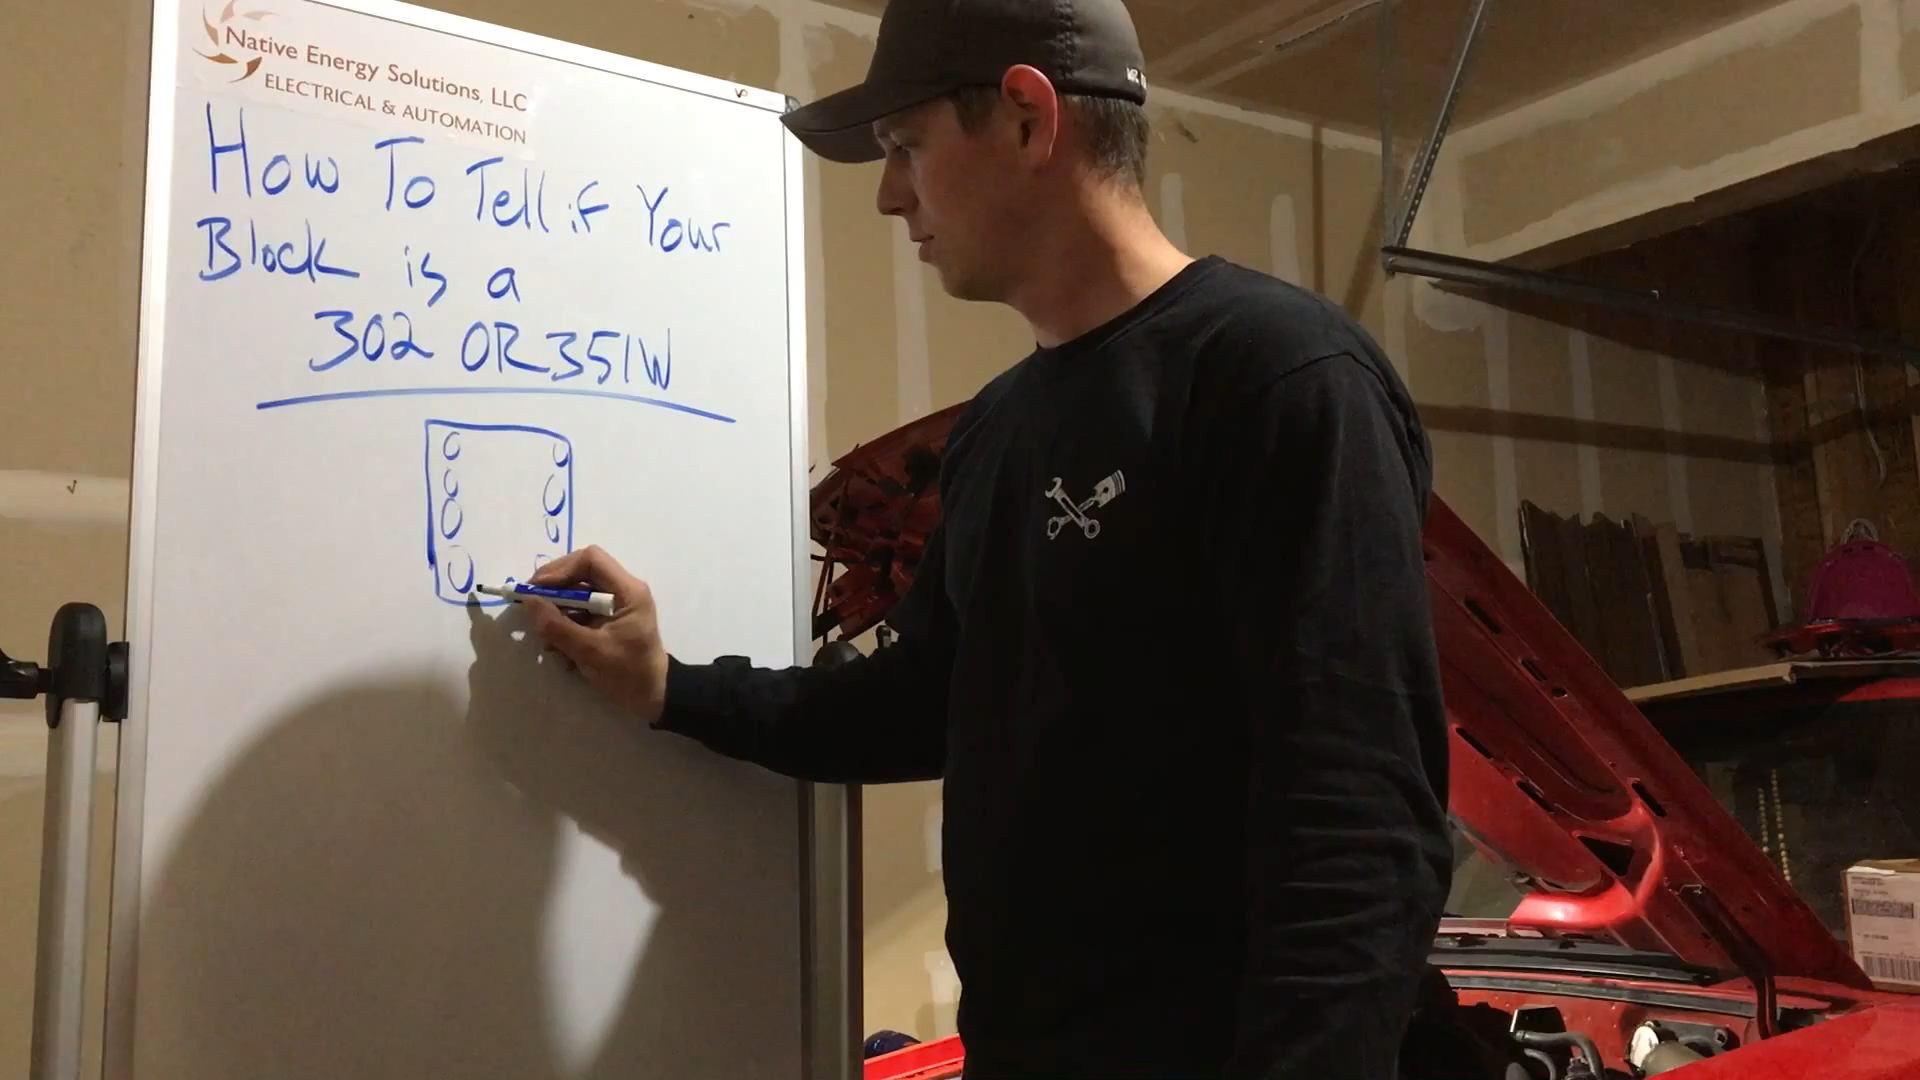 Native Energy Solutions, LLC
ELECTRICAL & AUTOMATION
How To Tell if Your
Block is a
302 OR 351W